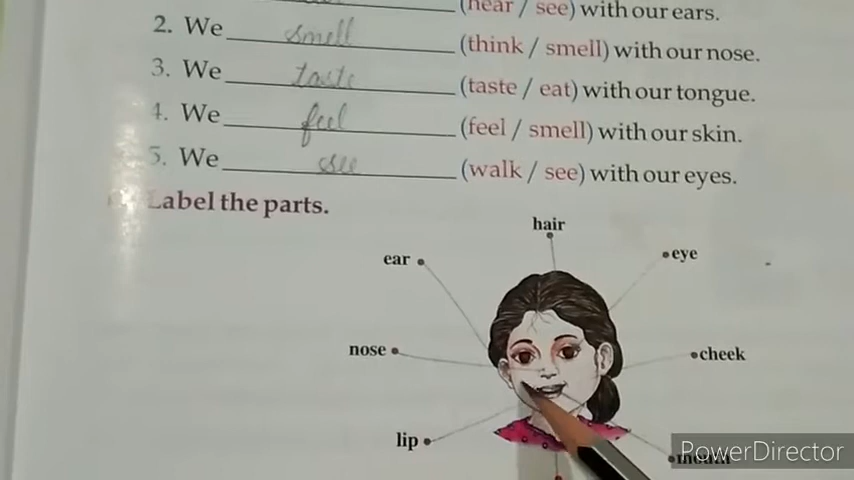 (hear / see) with our ears.
2. We smell (think / smell) with our nose.
3. We taste (taste / eat) with our tongue.
4. We feel (feel / smell) with our skin.
5. We see (walk / see) with our eyes.
Label the parts.
hair
ear
eye
nose
cheek
lip
mouth
PowerDirector